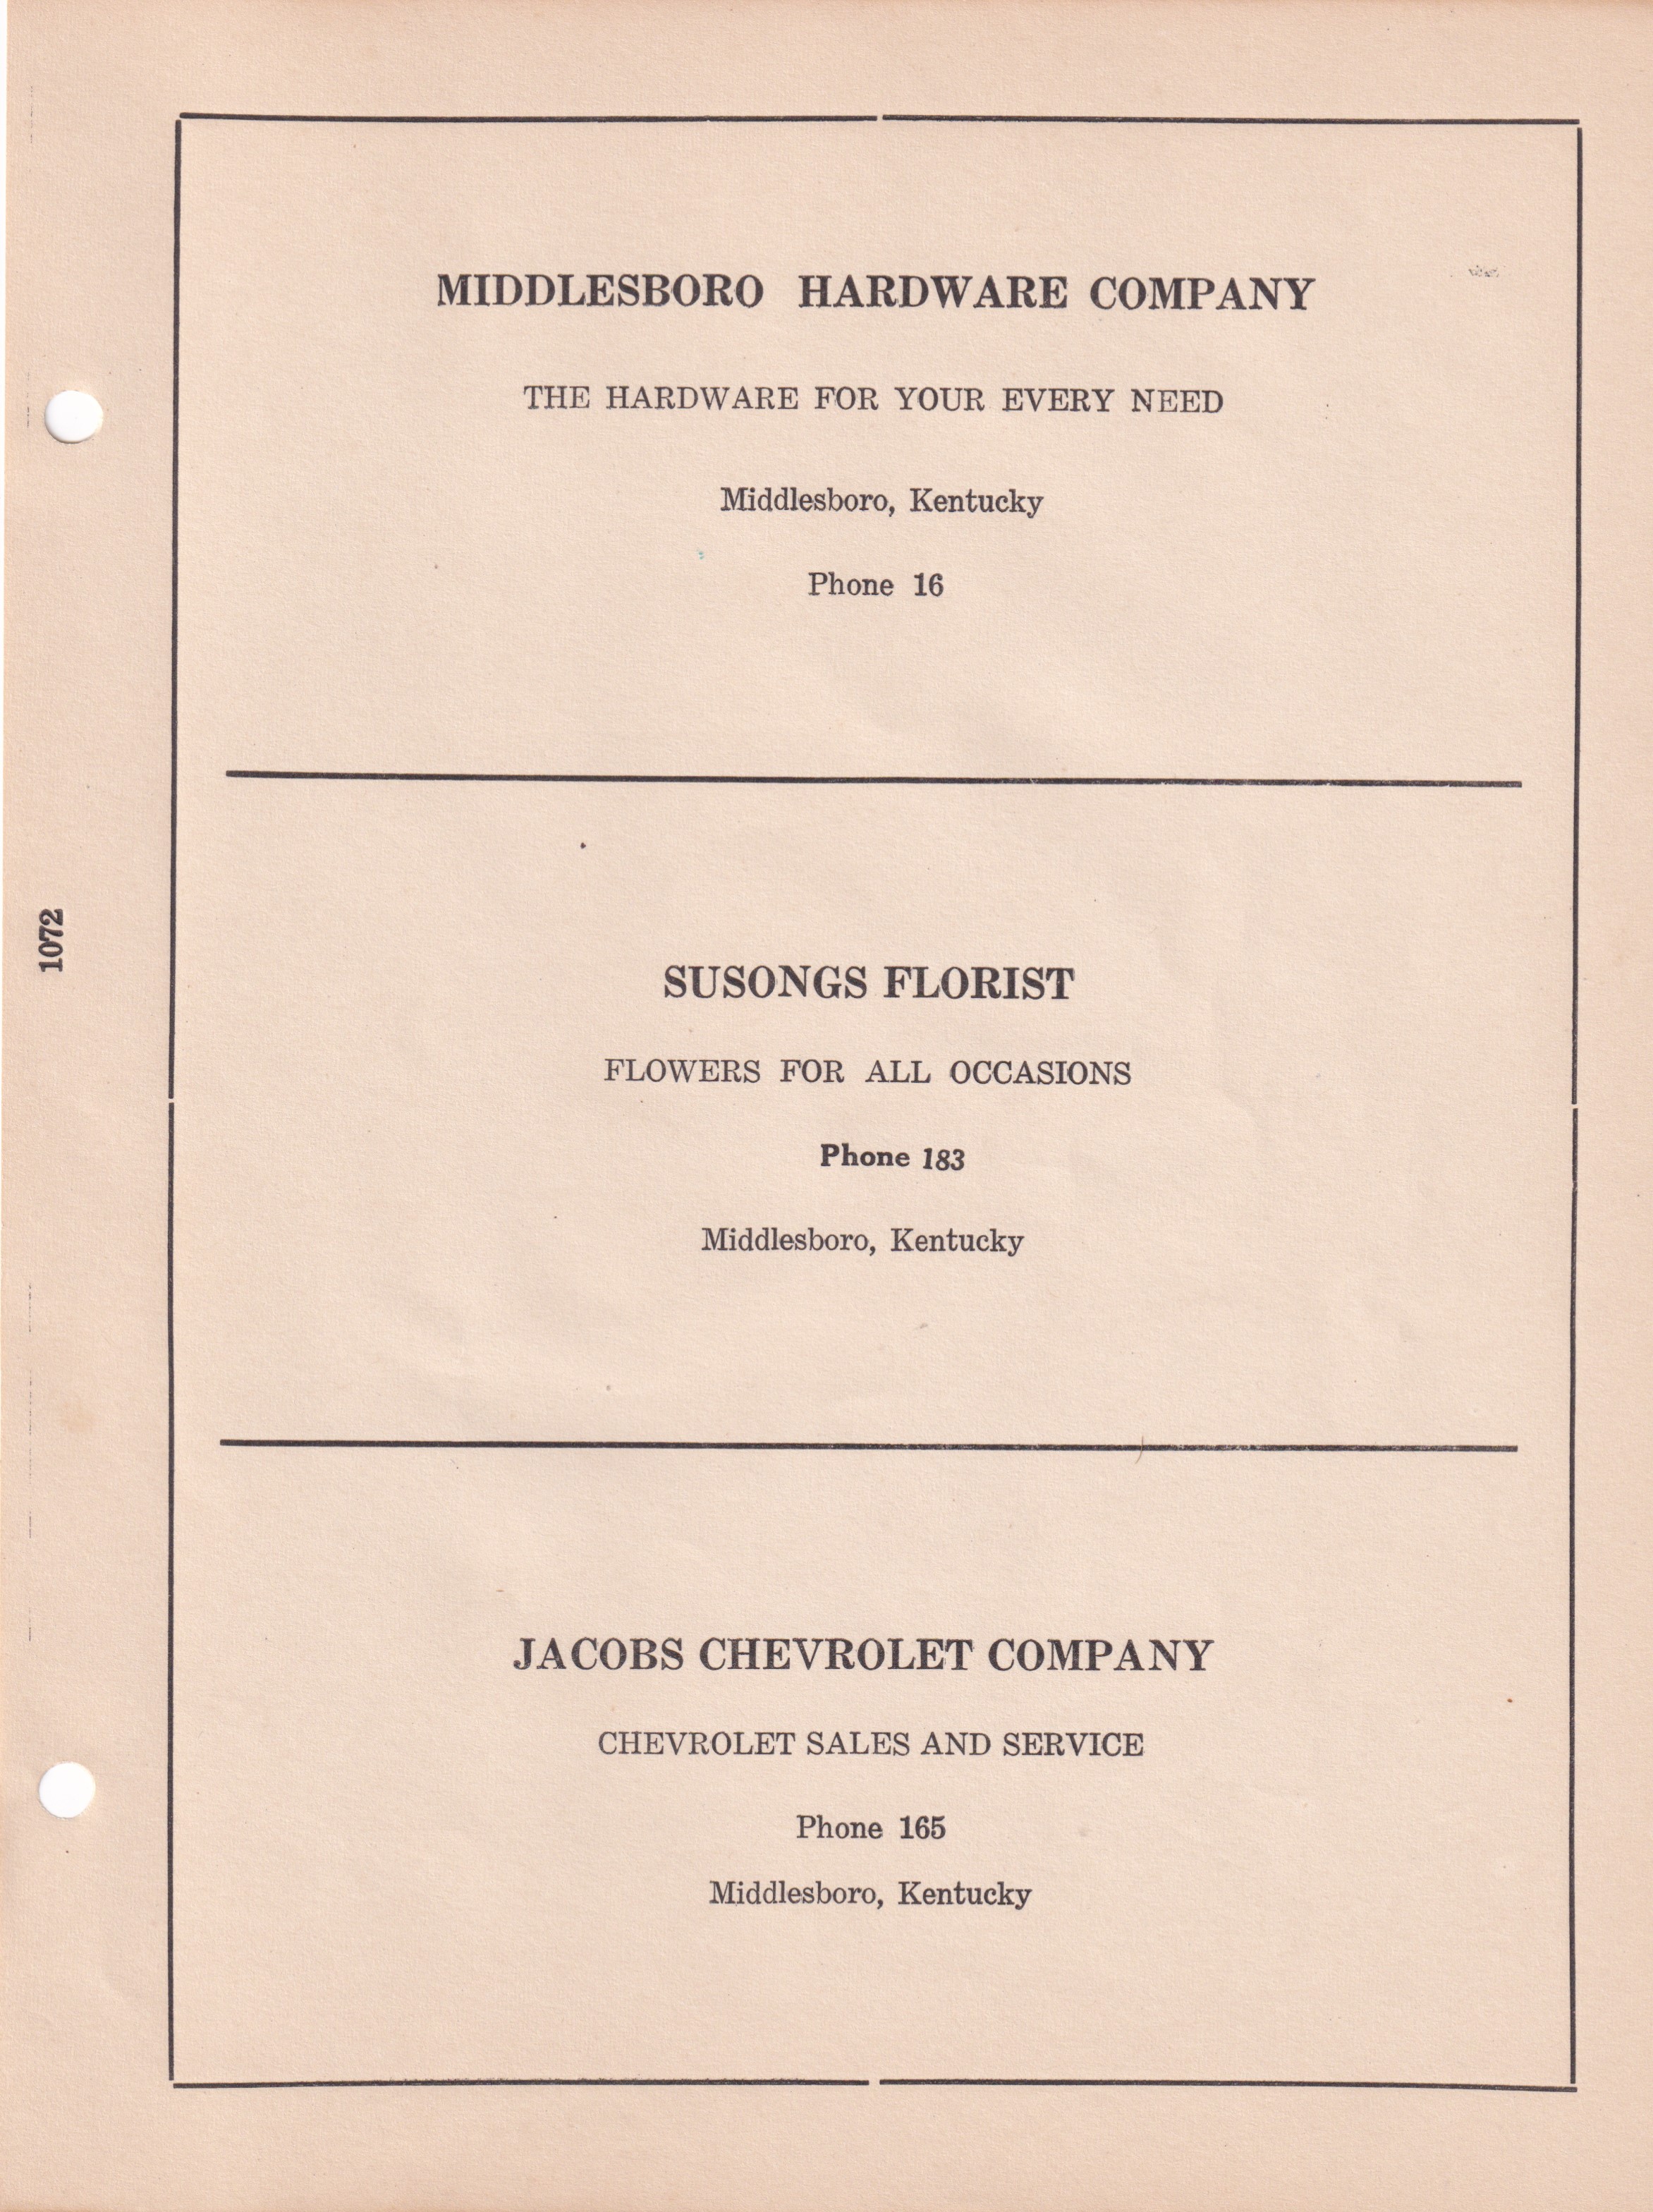 MIDDLESBORO HARDWARE COMPANY
THE HARDWARE FOR YOUR EVERY NEED
Middlesboro, Kentucky
Phone 16
1072
SUSONGS FLORIST
FLOWERS FOR ALL OCCASIONS
Phone 183
Middlesboro, Kentucky
JACOBS CHEVROLET COMPANY
CHEVROLET SALES AND SERVICE
Phone 165
Middlesboro, Kentucky